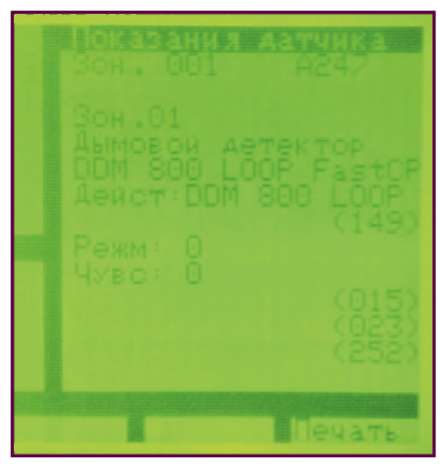 Показания датчика
Зон. 001 A247
Зон.01
Дымовой детектор
DDM 800 LOOP FastCP
Дейст:DDM 800 LOOP
(149)
Режм: 0
Чувс: 0
(015)
(023)
(252)
Печать